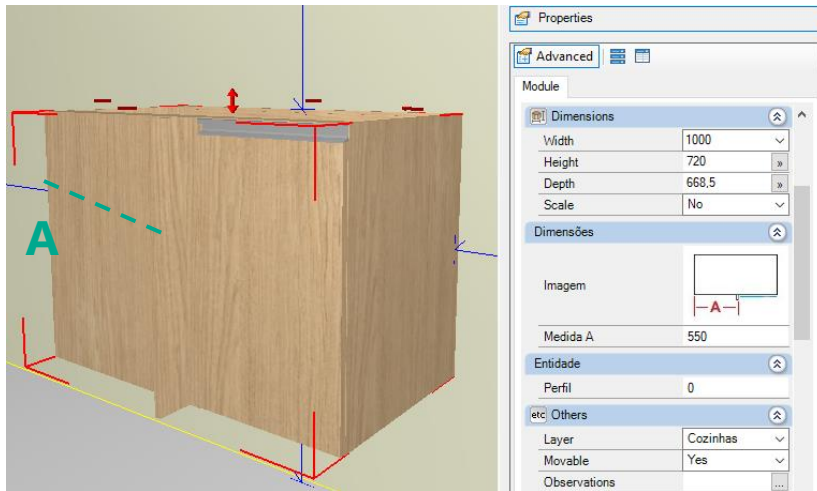 Properties
Advanced
Module
Dimensions
Width 1000
Height 720
Depth 668,5
Scale No
Dimensões
Imagem A
Medida A 550
Entidade
Perfil 0
etc Others
Layer Cozinhas
Movable Yes
Observations ...
A